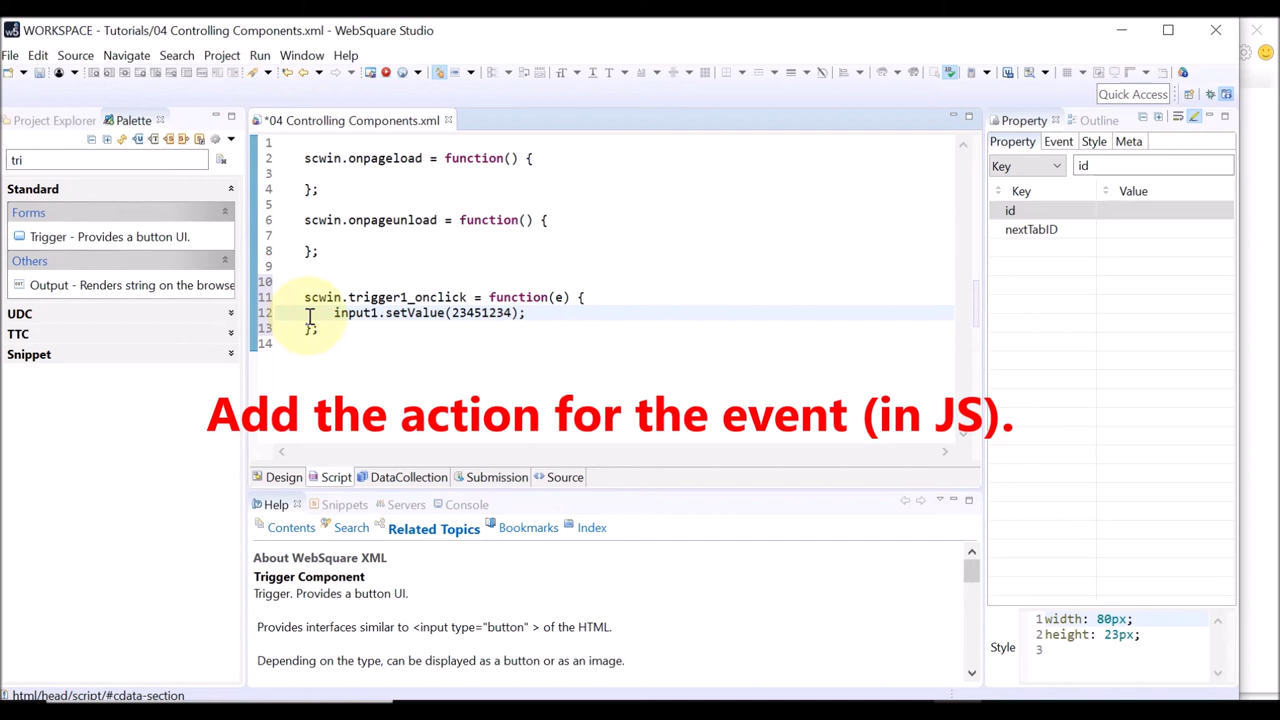 WORKSPACE - Tutorials/04 Controlling Components.xml - WebSquare Studio
File Edit Source Navigate Search Project Run Window Help
Quick Access
Project Explorer Palette
tri
Standard
Forms
Trigger - Provides a button UI.
Others
Output - Renders string on the browse
UDC
TTC
Snippet
*04 Controlling Components.xml
1
2 scwin.onpageload = function() {
3
4 };
5
6 scwin.onpageunload = function() {
7
8 };
9
10
11 scwin.trigger1_onclick = function(e) {
12 input1.setValue(23451234);
13 };
14
Add the action for the event (in JS).
Design Script DataCollection Submission Source
Help Snippets Servers Console
Contents Search Related Topics Bookmarks Index
About WebSquare XML
Trigger Component
Trigger. Provides a button UI.
Provides interfaces similar to <input type="button" > of the HTML.
Depending on the type, can be displayed as a button or as an image.
Property Outline
Property Event Style Meta
Key id
Key Value
id
nextTabID
Style
1 width: 80px;
2 height: 23px;
3
html/head/script/#cdata-section